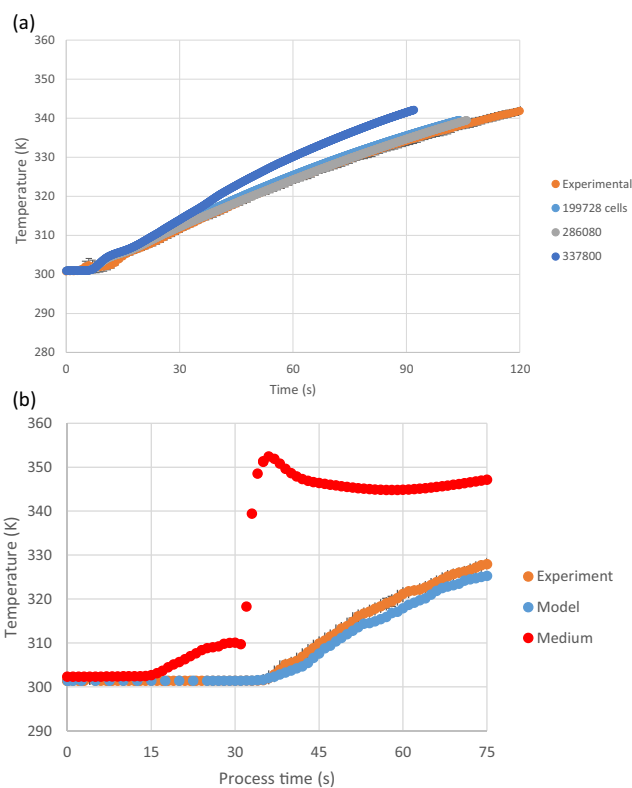 (a)
360
350
340
330
320
310
300
290
280
Temperature (K)
0 30 60 90 120
Time (s)
Experimental
199728 cells
286080
337800
(b)
360
350
340
330
320
310
300
290
Temperature (K)
0 15 30 45 60 75
Process time (s)
Experiment
Model
Medium